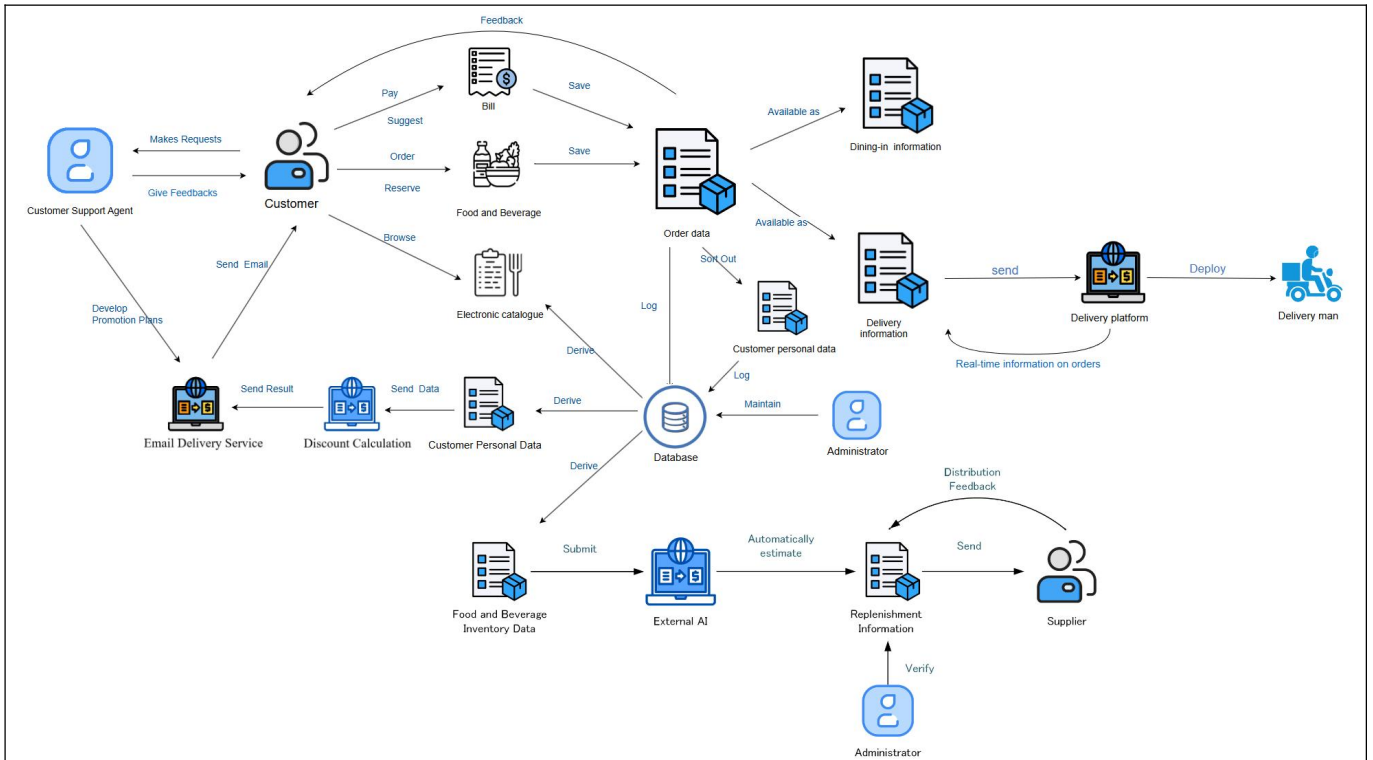 Feedback
Pay
Bill
Save
Suggest
Available as
Dining-in  information
Makes Requests
Order
Save
Give Feedbacks
Reserve
Customer Support Agent
Customer
Food and Beverage
Available as
Order data
Browse
Send  Email
Sort Out
send
Deploy
Develop
Promotion Plans
Electronic catalogue
Log
Delivery
information
Delivery platform
Delivery man
Customer personal data
Derive
Real-time information on orders
Log
Send Result
Send  Data
Derive
Maintain
Email Delivery Service
Discount Calculation
Customer Personal Data
Database
Administrator
Derive
Distribution
Feedback
Submit
Automatically
estimate
Send
Food and Beverage
Inventory Data
External AI
Replenishment
Information
Supplier
Verify
Administrator